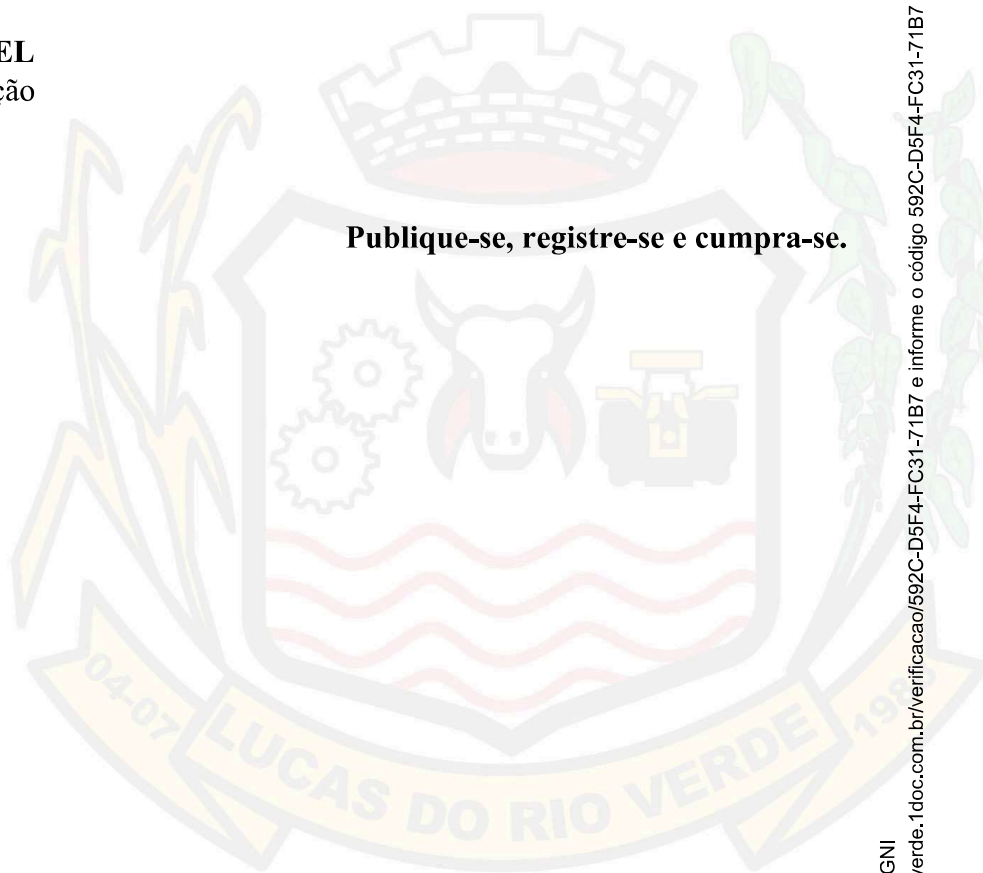 EL
ção
Publique-se, registre-se e cumpra-se.
04-07
LUCAS DO RIO VERDE
1988
GNI
verde.1doc.com.br/verificacao/592C-D5F4-FC31-71B7 e informe o código 592C-D5F4-FC31-71B7